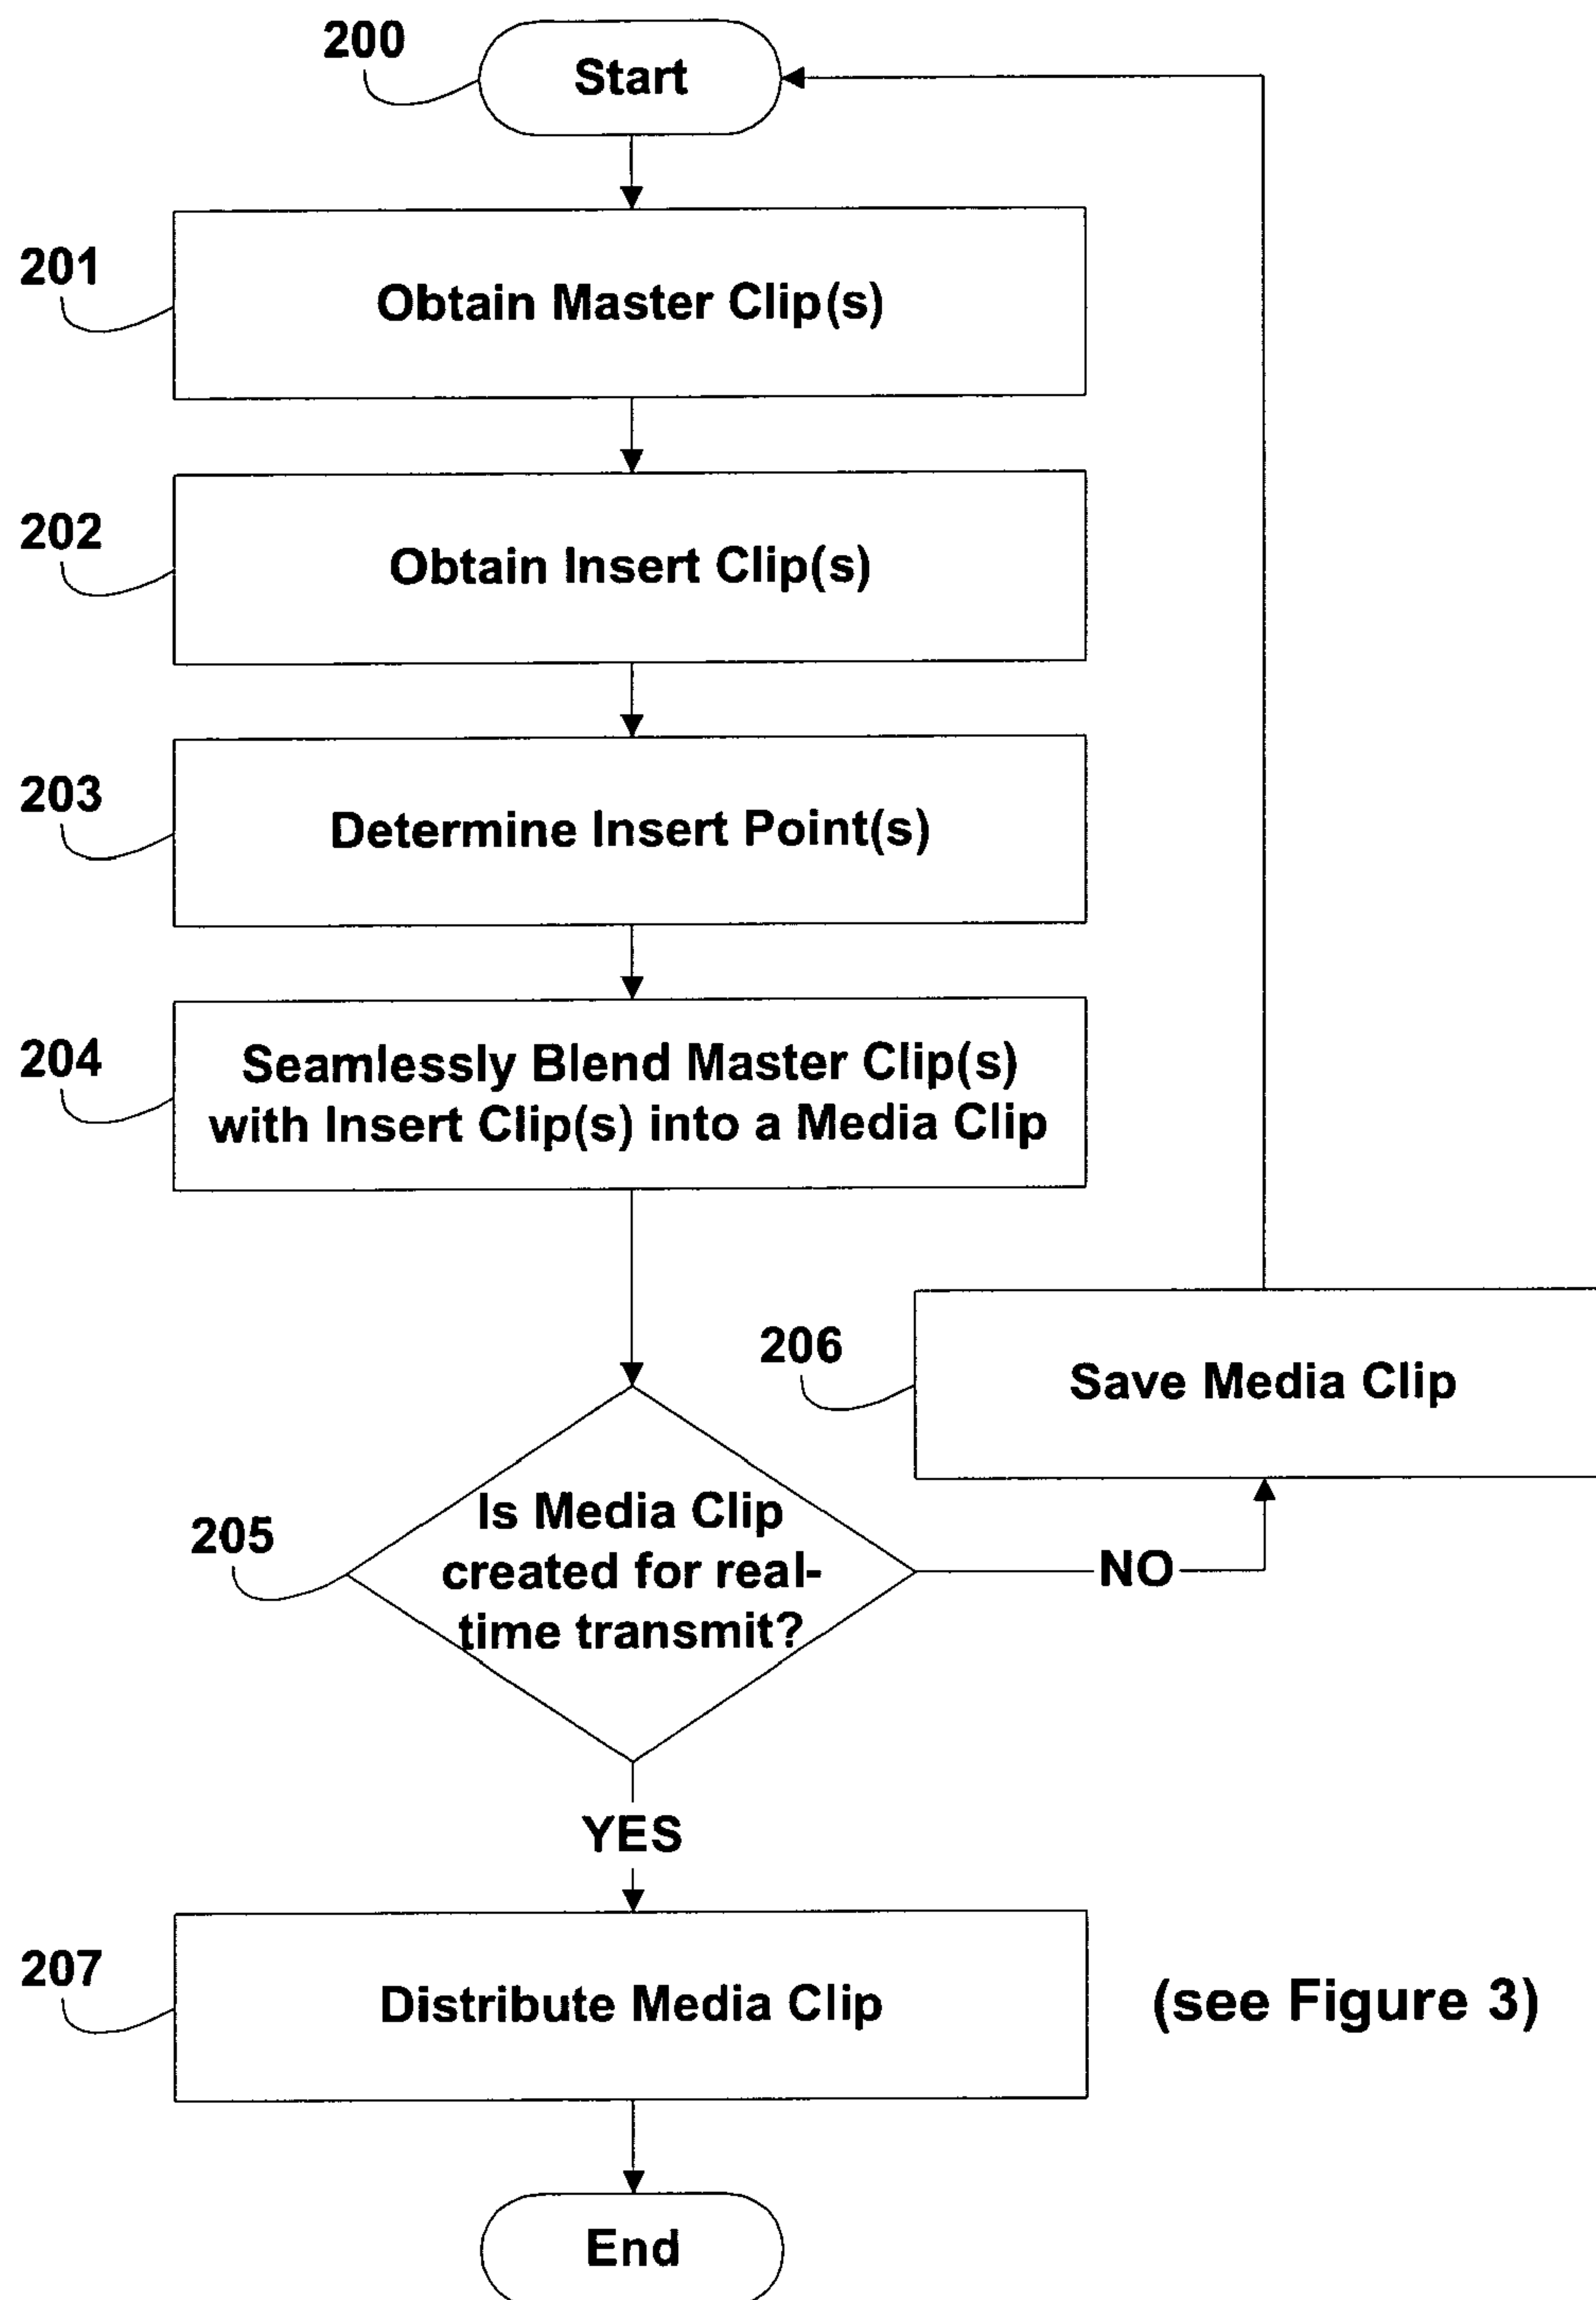 200
Start
201
Obtain Master Clip(s)
202
Obtain Insert Clip(s)
203
Determine Insert Point(s)
204
Seamlessly Blend Master Clip(s)
with Insert Clip(s) into a Media Clip
206
Save Media Clip
205
Is Media Clip
created for real-
time transmit?
NO
YES
207
Distribute Media Clip
(see Figure 3)
End